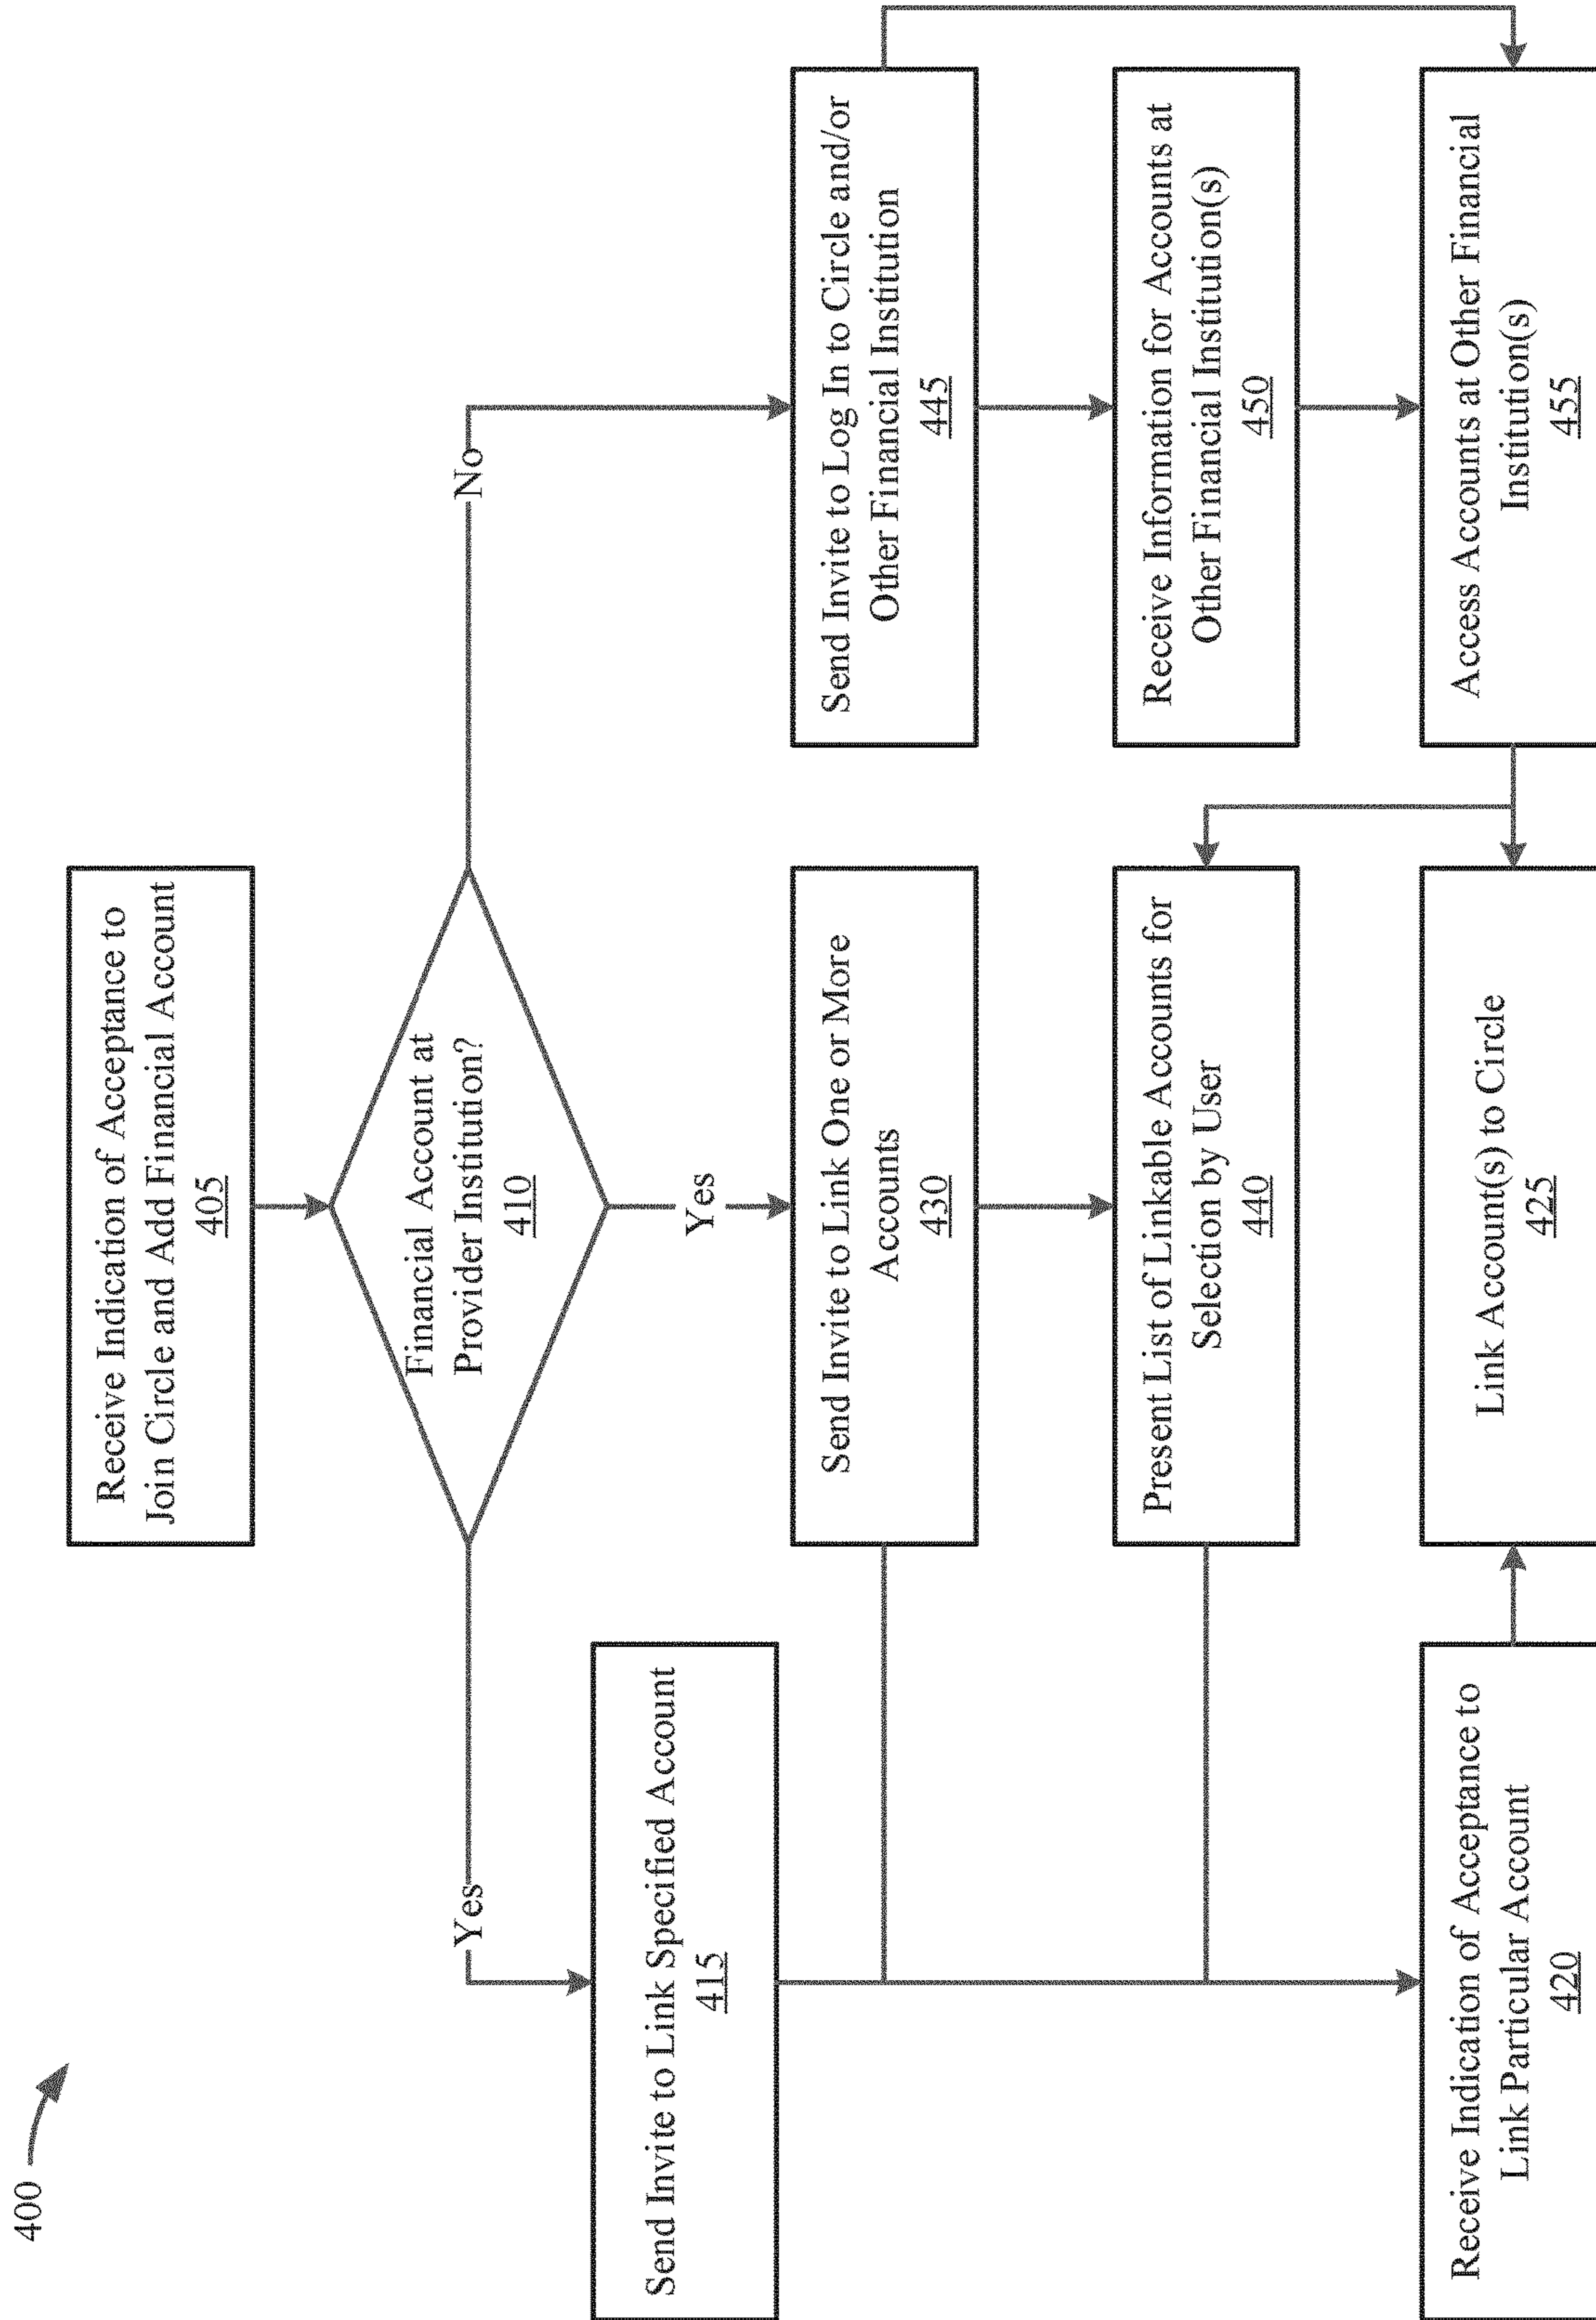 400
Receive Indication of Acceptance to
Join Circle and Add Financial Account
405
Financial Account at
Provider Institution?
410
Yes
No
Yes
Send Invite to Link Specified Account
415
Send Invite to Link One or More
Accounts
430
Send Invite to Log In to Circle and/or
Other Financial Institution
445
Present List of Linkable Accounts for
Selection by User
440
Receive Information for Accounts at
Other Financial Institution(s)
450
Receive Indication of Acceptance to
Link Particular Account
420
Link Account(s) to Circle
425
Access Accounts at Other Financial
Institution(s)
455